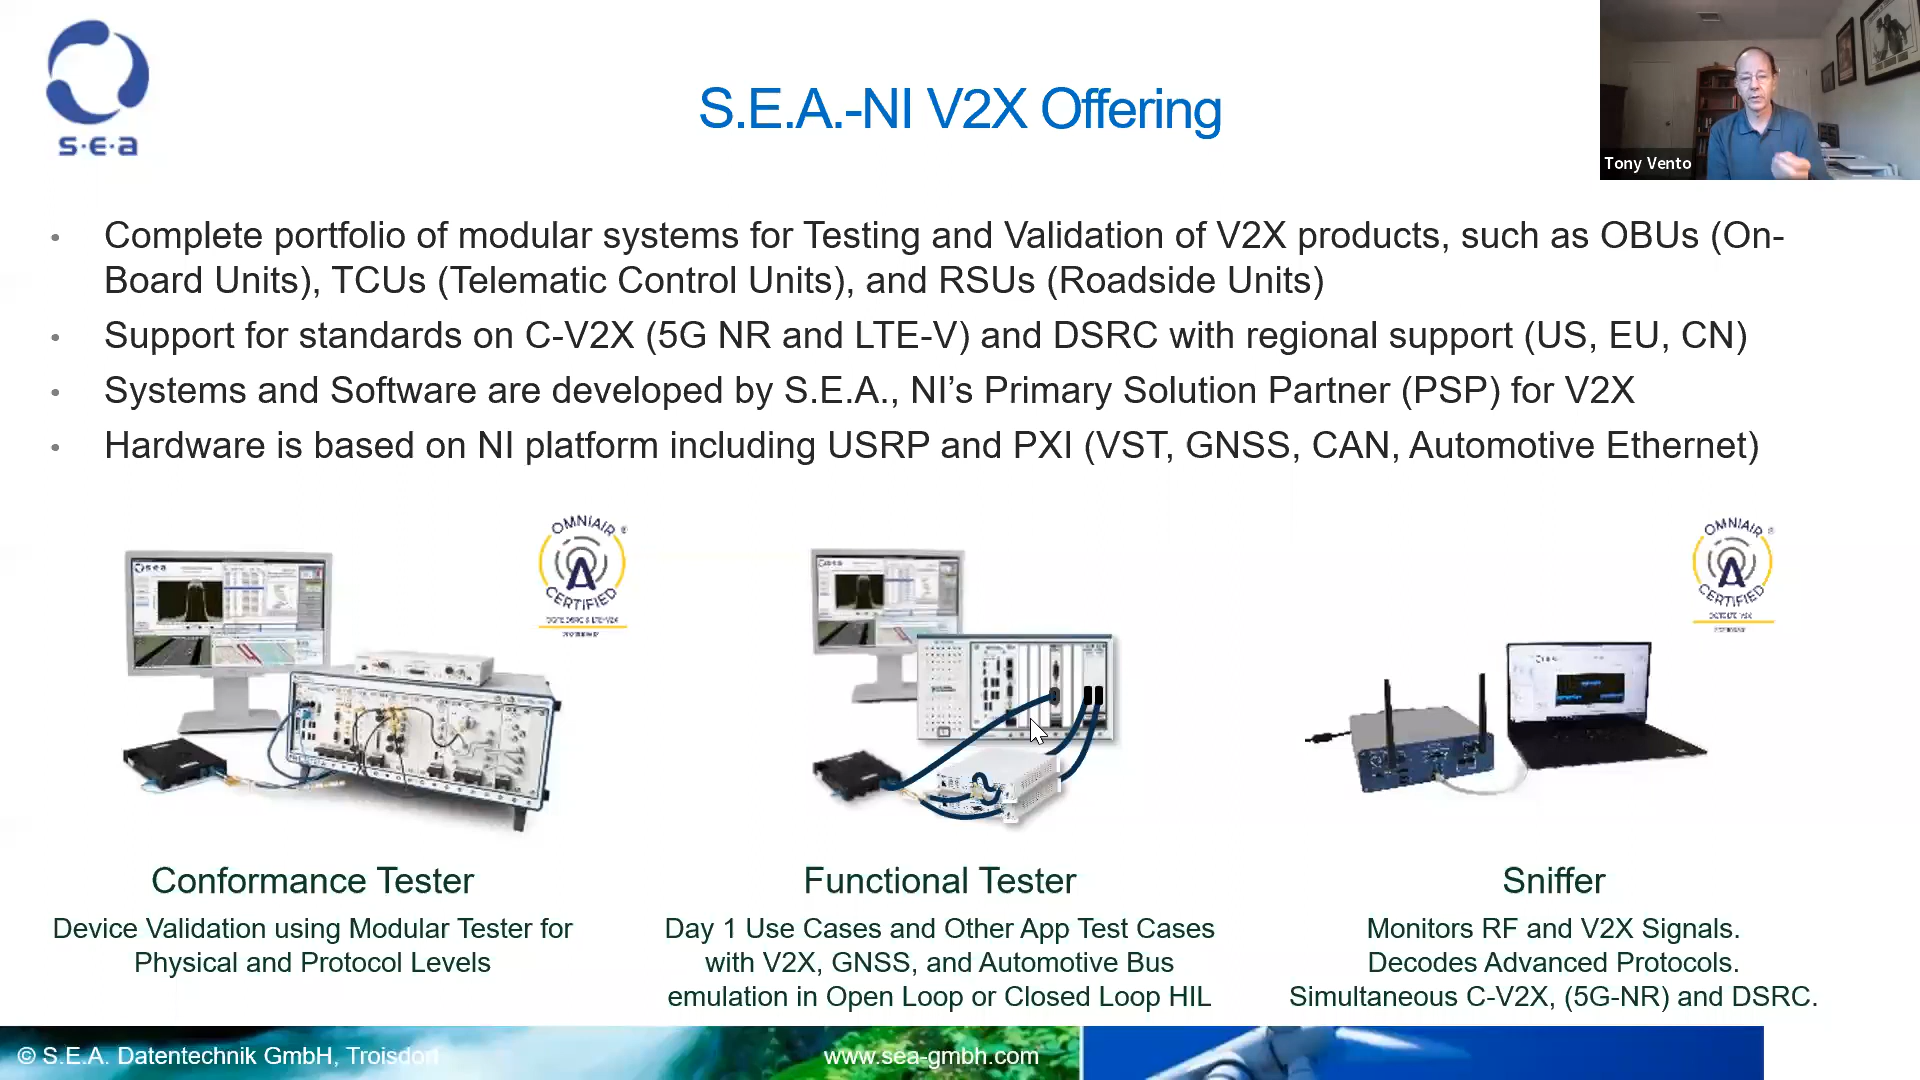 s·e·a
S.E.A.-NI V2X Offering
Tony Vento
• Complete portfolio of modular systems for Testing and Validation of V2X products, such as OBUs (On-
Board Units), TCUs (Telematic Control Units), and RSUs (Roadside Units)
• Support for standards on C-V2X (5G NR and LTE-V) and DSRC with regional support (US, EU, CN)
• Systems and Software are developed by S.E.A., NI’s Primary Solution Partner (PSP) for V2X
• Hardware is based on NI platform including USRP and PXI (VST, GNSS, CAN, Automotive Ethernet)
OMNIAIR ®
CERTIFIED
OMNIAIR ®
CERTIFIED
sea
Conformance Tester
Device Validation using Modular Tester for
Physical and Protocol Levels
Functional Tester
Day 1 Use Cases and Other App Test Cases
with V2X, GNSS, and Automotive Bus
emulation in Open Loop or Closed Loop HIL
Sniffer
Monitors RF and V2X Signals.
Decodes Advanced Protocols.
Simultaneous C-V2X, (5G-NR) and DSRC.
© S.E.A. Datentechnik GmbH, Troisdorf
www.sea-gmbh.com